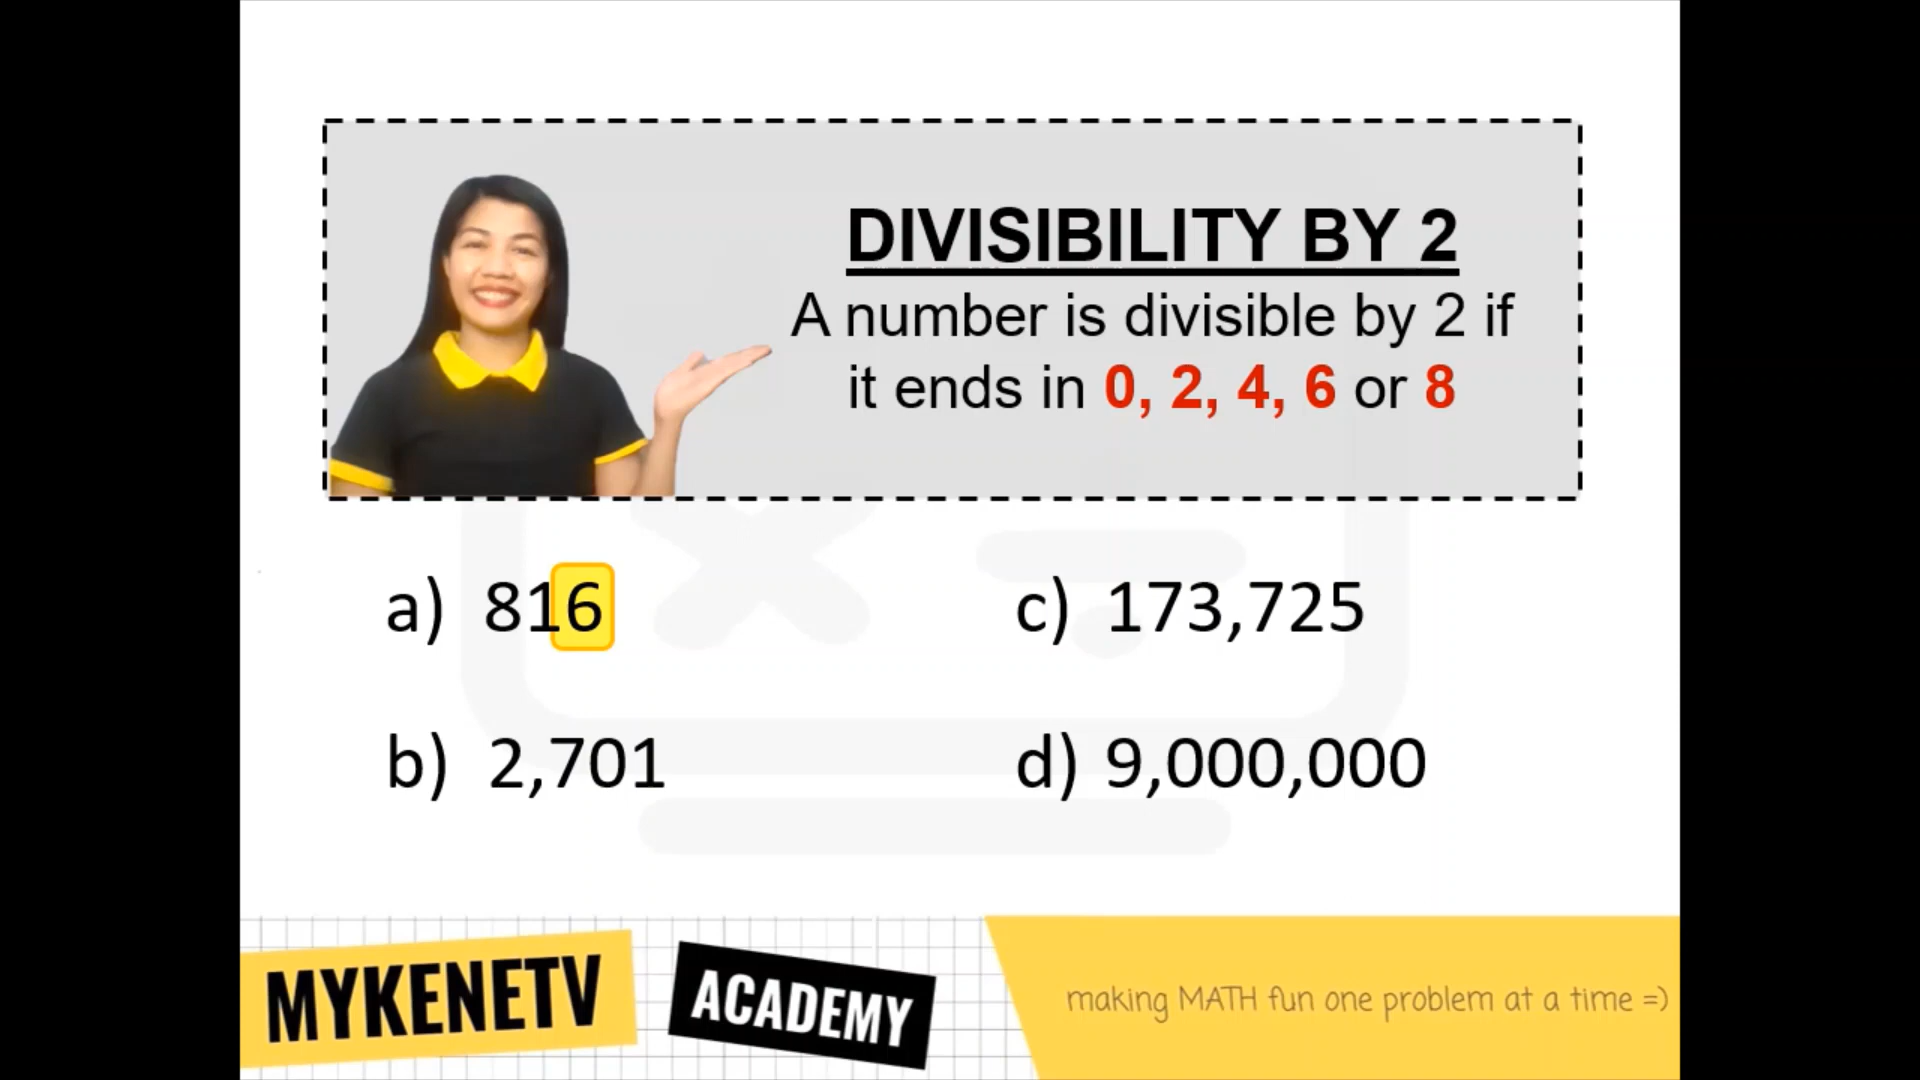 DIVISIBILITY BY 2
A number is divisible by 2 if
it ends in 0, 2, 4, 6 or 8
a) 816
c) 173,725
b) 2,701
d) 9,000,000
MYKENETV
ACADEMY
making MATH fun one problem at a time =)